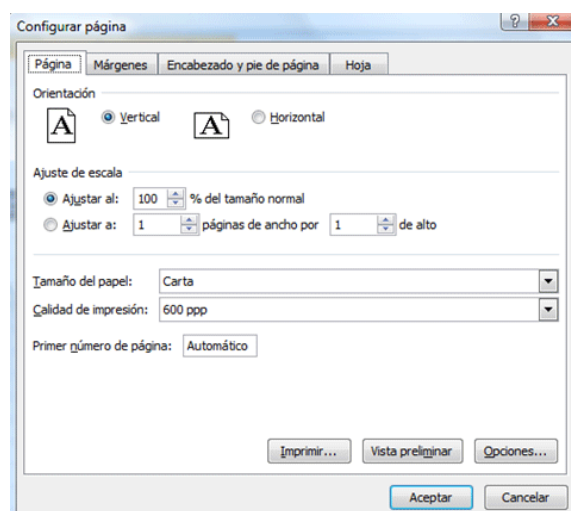 Configurar página
Página Márgenes Encabezado y pie de página Hoja
Orientación
A Vertical A Horizontal
Ajuste de escala
Ajustar al: 100 % del tamaño normal
Ajustar a: 1 páginas de ancho por 1 de alto
Tamaño del papel: Carta
Calidad de impresión: 600 ppp
Primer número de página: Automático
Imprimir... Vista preliminar Opciones...
Aceptar Cancelar